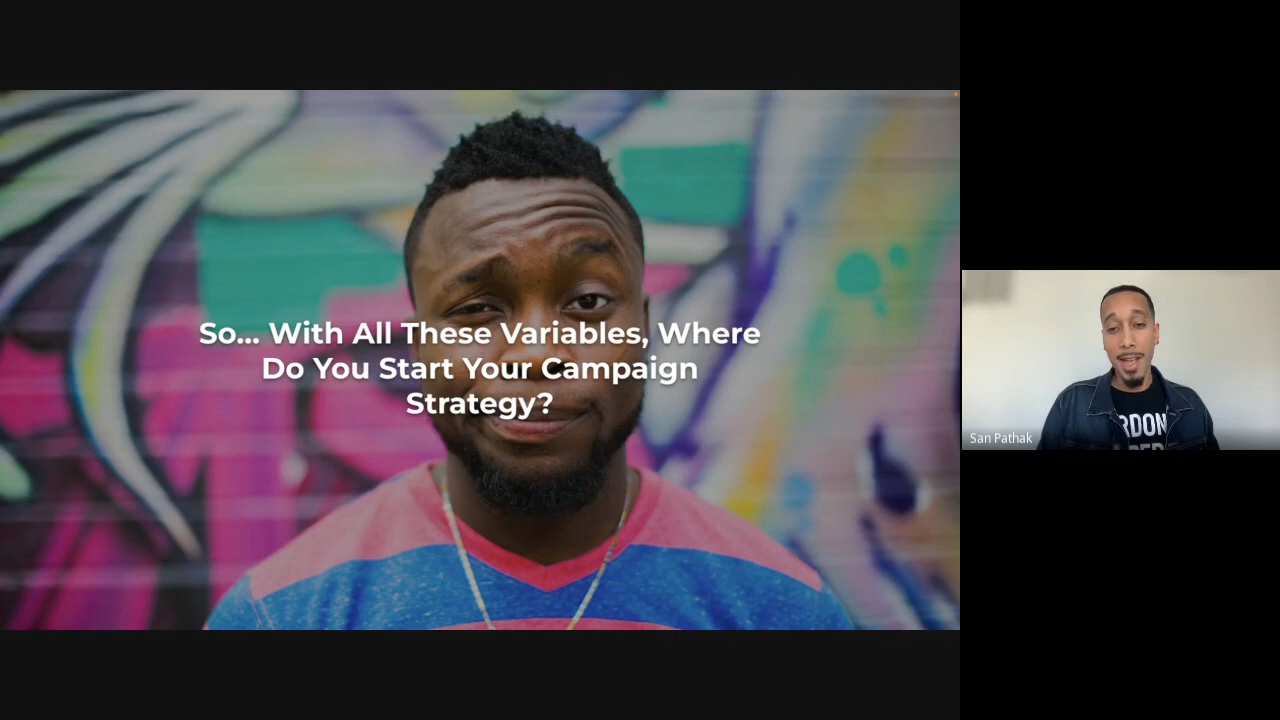 So... With All These Variables, Where
Do You Start Your Campaign
Strategy?
San Pathak